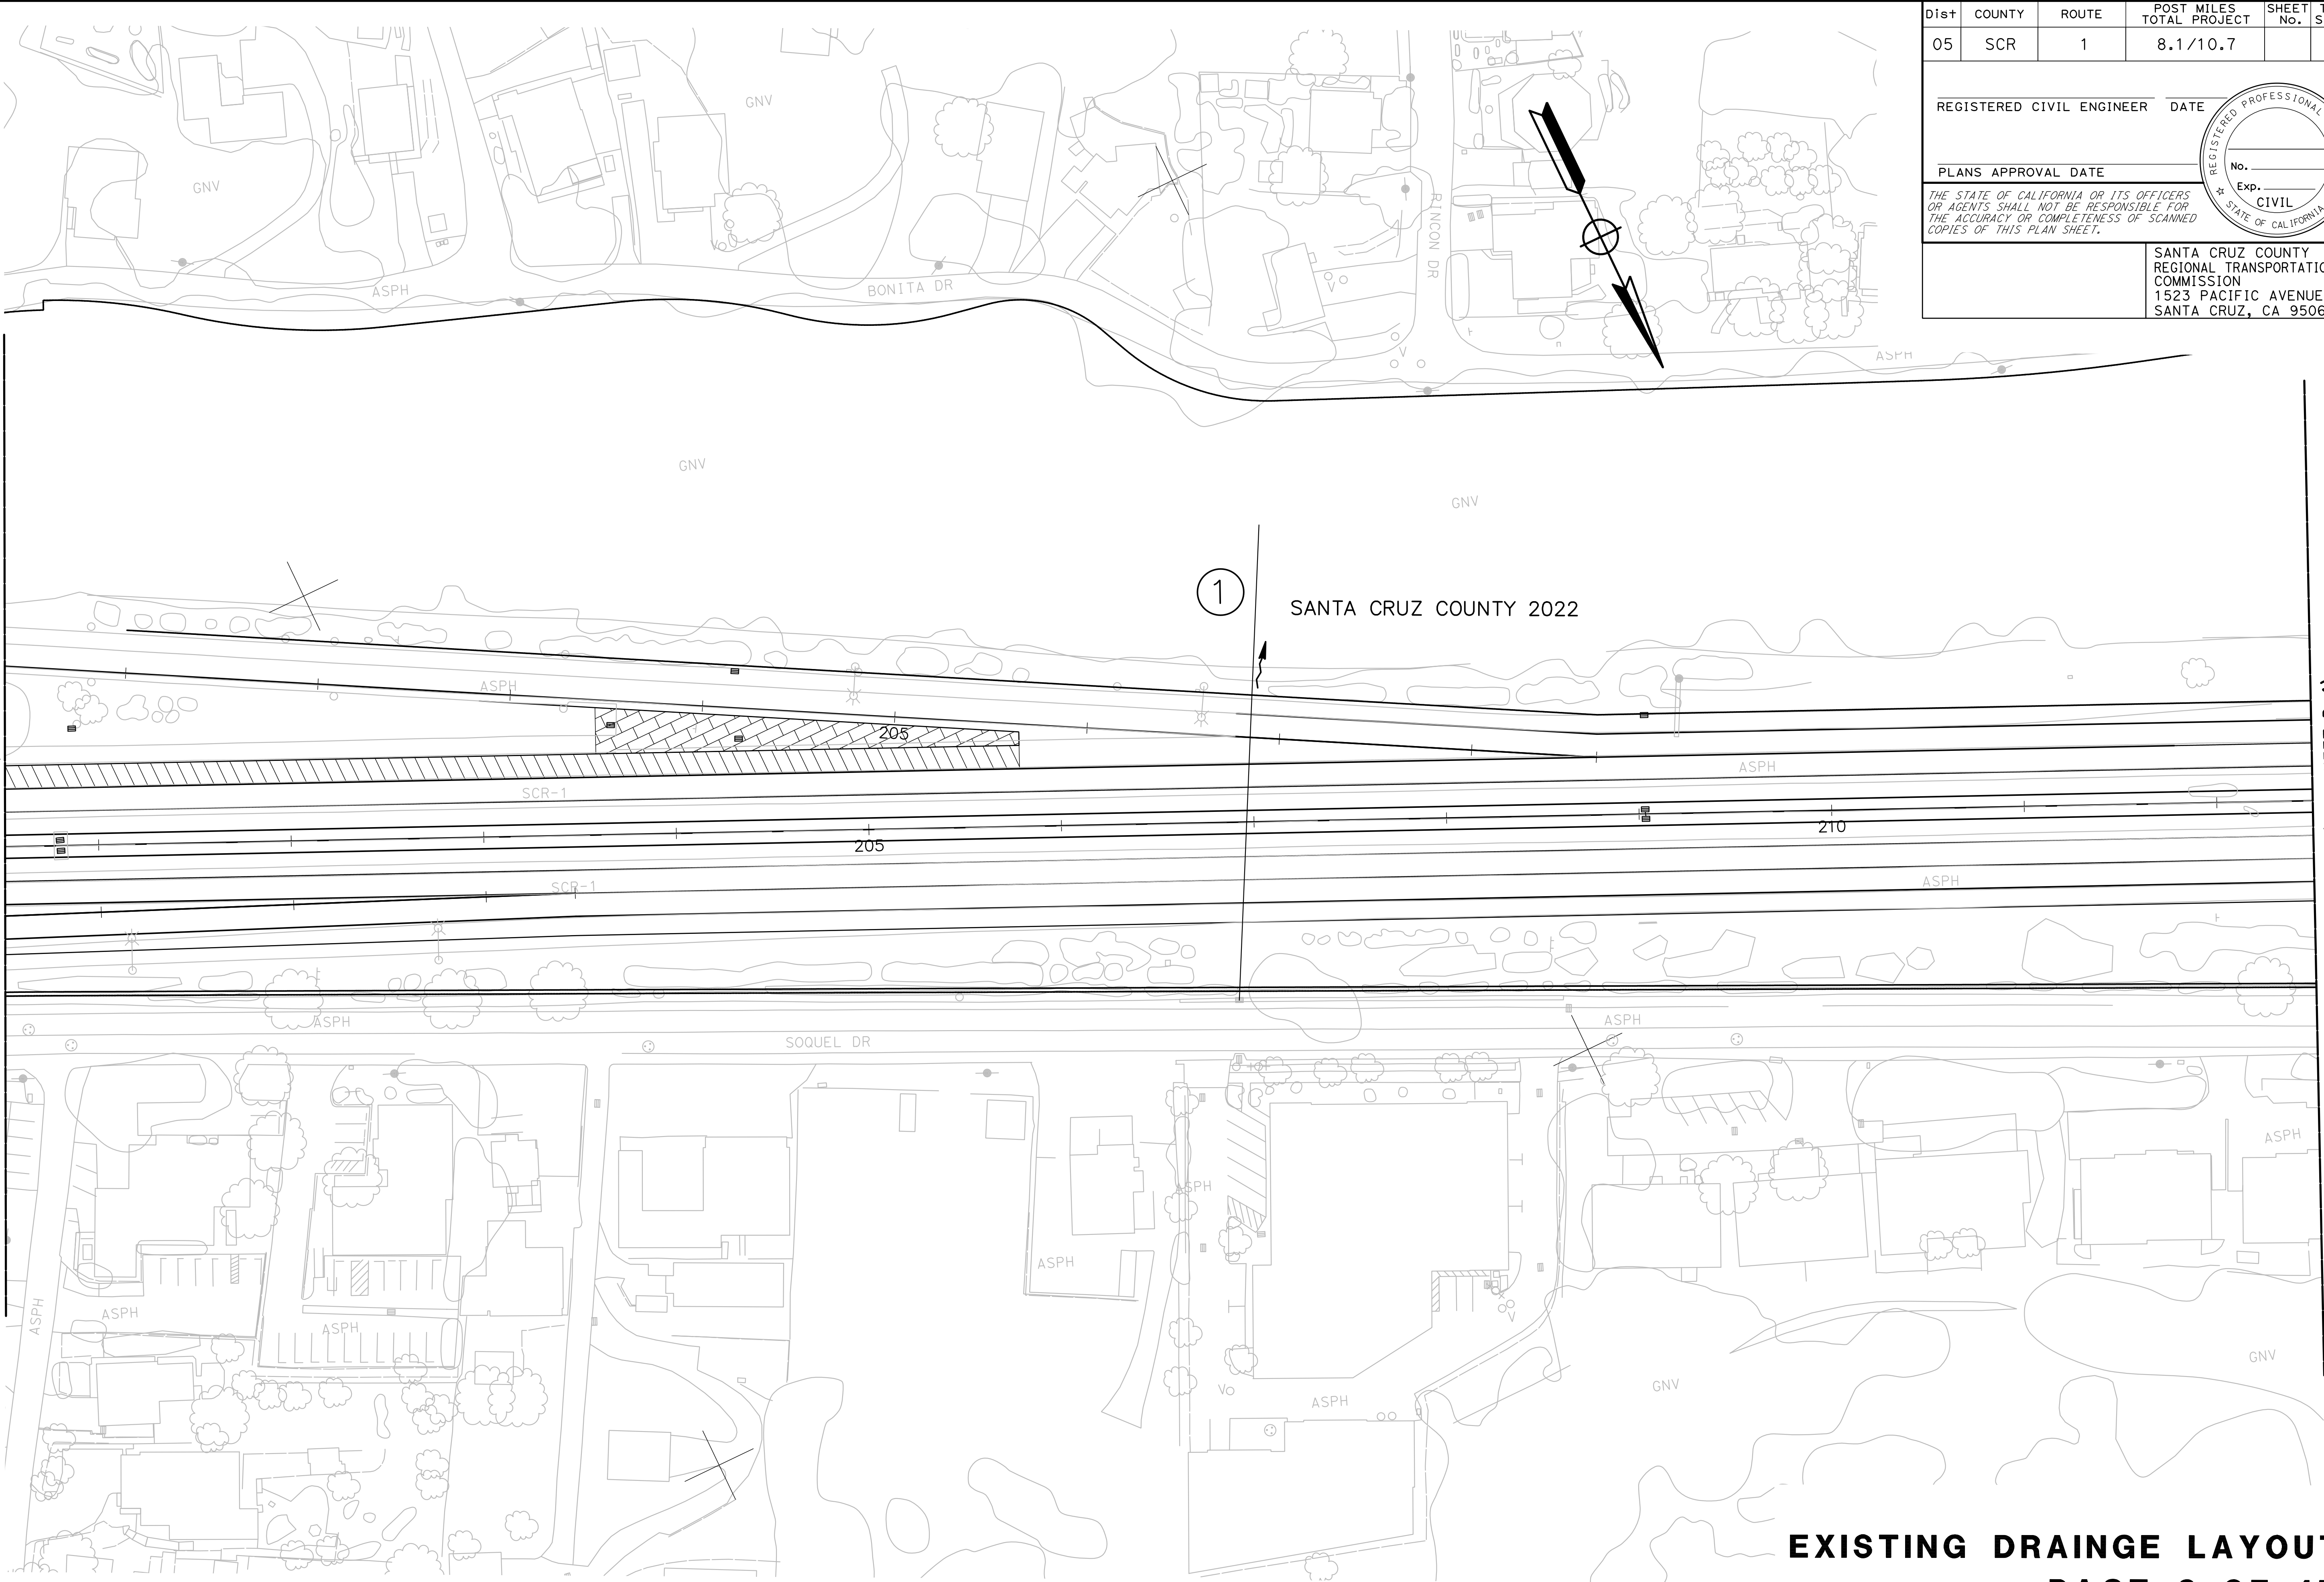 Dist COUNTY ROUTE POST MILES TOTAL PROJECT SHEET No.
05 SCR 1 8.1/10.7
REGISTERED CIVIL ENGINEER DATE
PLANS APPROVAL DATE
REGISTERED PROFESSIONAL
No.
Exp.
CIVIL
STATE OF CALIFORNIA
THE STATE OF CALIFORNIA OR ITS OFFICERS
OR AGENTS SHALL NOT BE RESPONSIBLE FOR
THE ACCURACY OR COMPLETENESS OF SCANNED
COPIES OF THIS PLAN SHEET.
SANTA CRUZ COUNTY
REGIONAL
COMMISSION
1523 PACIFIC AVENUE
SANTA CRUZ, CA
GNV
GNV
ASPH
BONITA DR
RINCON DR
ASPH
GNV
GNV
1
SANTA CRUZ COUNTY 2022
ASPH
205
ASPH
SCR-1
205
210
SCR-1
ASPH
ASPH
ASPH
SOQUEL DR
ASPH
ASPH
ASPH
ASPH
ASPH
ASPH
GNV
GNV
ASPH
EXISTING DRAINGE